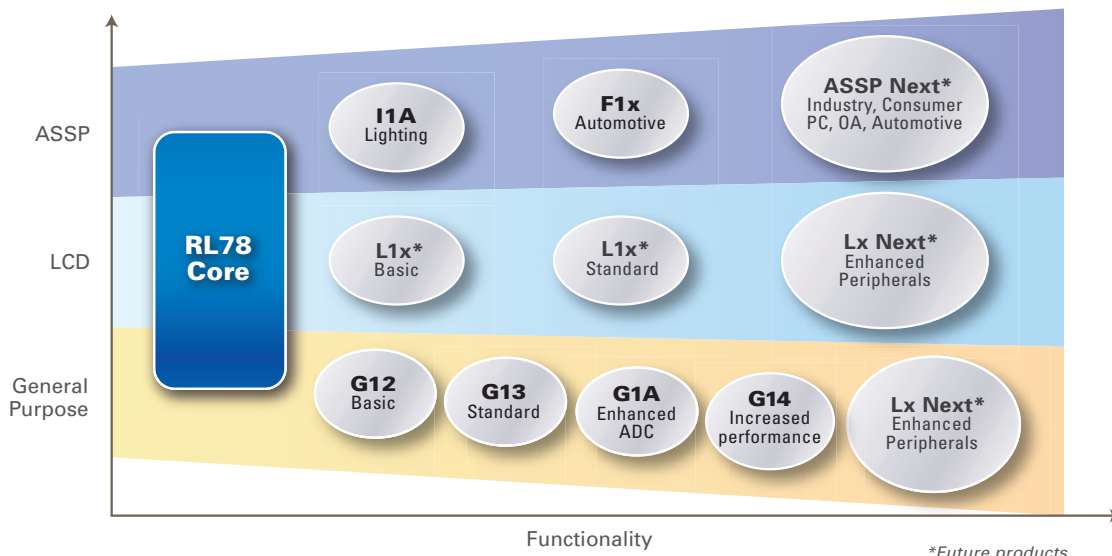 ASSP
I1A
Lighting
F1x
Automotive
ASSP Next*
Industry, Consumer
PC, OA, Automotive
RL78
Core
LCD
L1x*
Basic
L1x*
Standard
Lx Next*
Enhanced
Peripherals
General
Purpose
G12
Basic
G13
Standard
G1A
Enhanced
ADC
G14
Increased
performance
Lx Next*
Enhanced
Peripherals
Functionality
*Future products